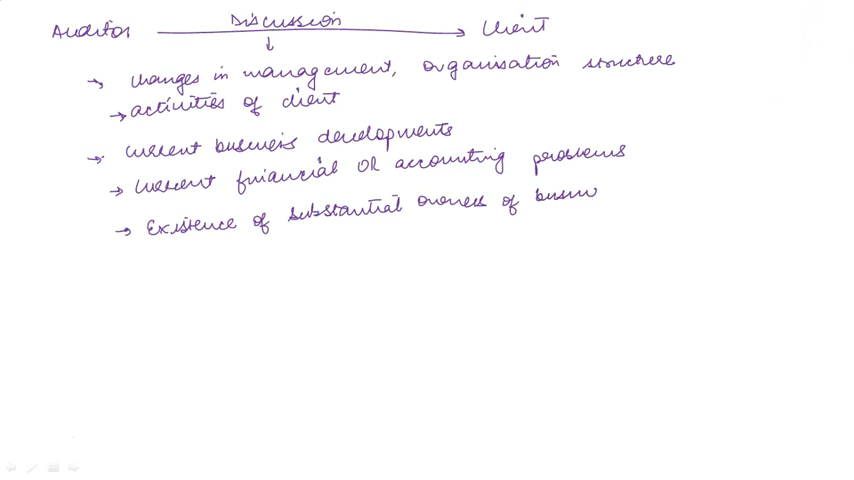 Auditor Discussion Client
→ changes in management, organisation structure
→ activities of client
→ current business developments
→ current financial OR accounting problems
→ Existence of substantial owners of busin